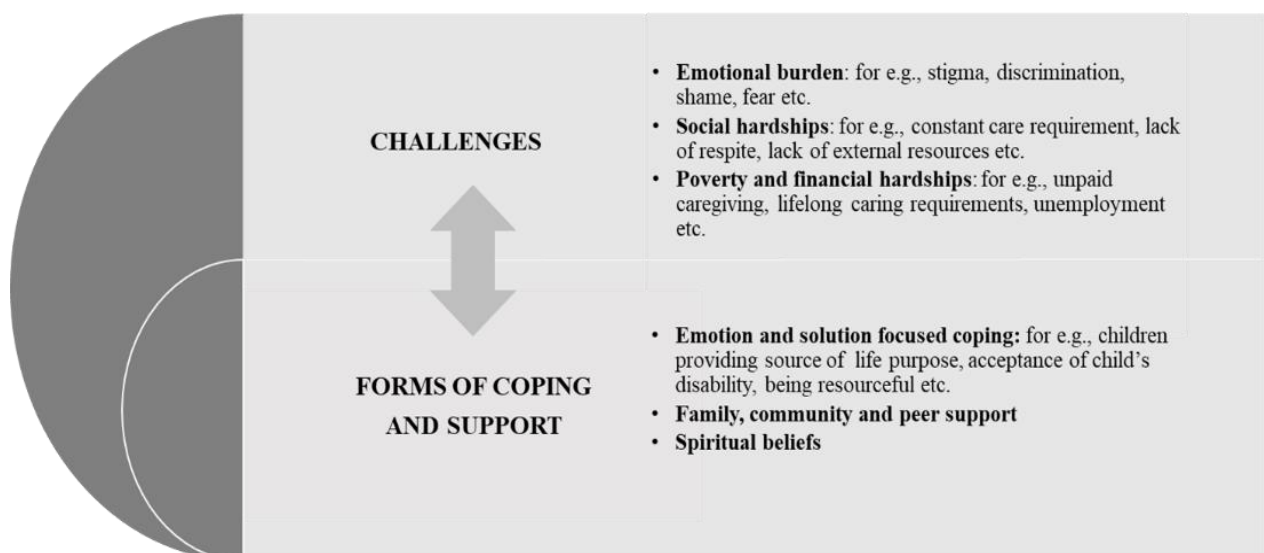 CHALLENGES
• Emotional burden: for e.g., stigma, discrimination,
shame, fear etc.
• Social hardships: for e.g., constant care requirement, lack
of respite, lack of external resources etc.
• Poverty and financial hardships: for e.g., unpaid
caregiving, lifelong caring requirements, unemployment
etc.
FORMS OF COPING
AND SUPPORT
• Emotion and solution focused coping: for e.g., children
providing source of life purpose, acceptance of child’s
disability, being resourceful etc.
• Family, community and peer support
• Spiritual beliefs